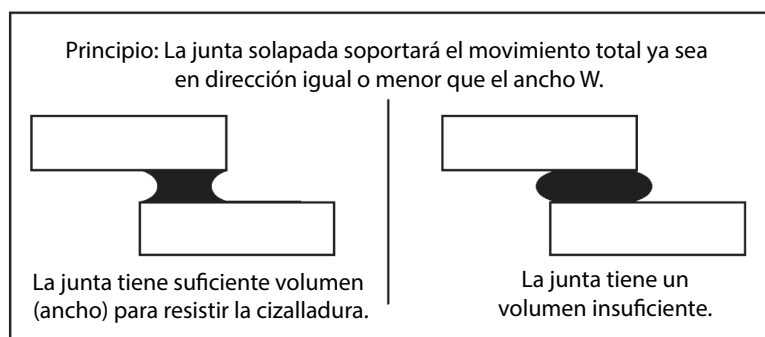 Principio: La junta solapada soportará el movimiento total ya sea
en dirección igual o menor que el ancho W.
La junta tiene suficiente volumen
(ancho) para resistir la cizalladura.
La junta tiene un
volumen insuficiente.